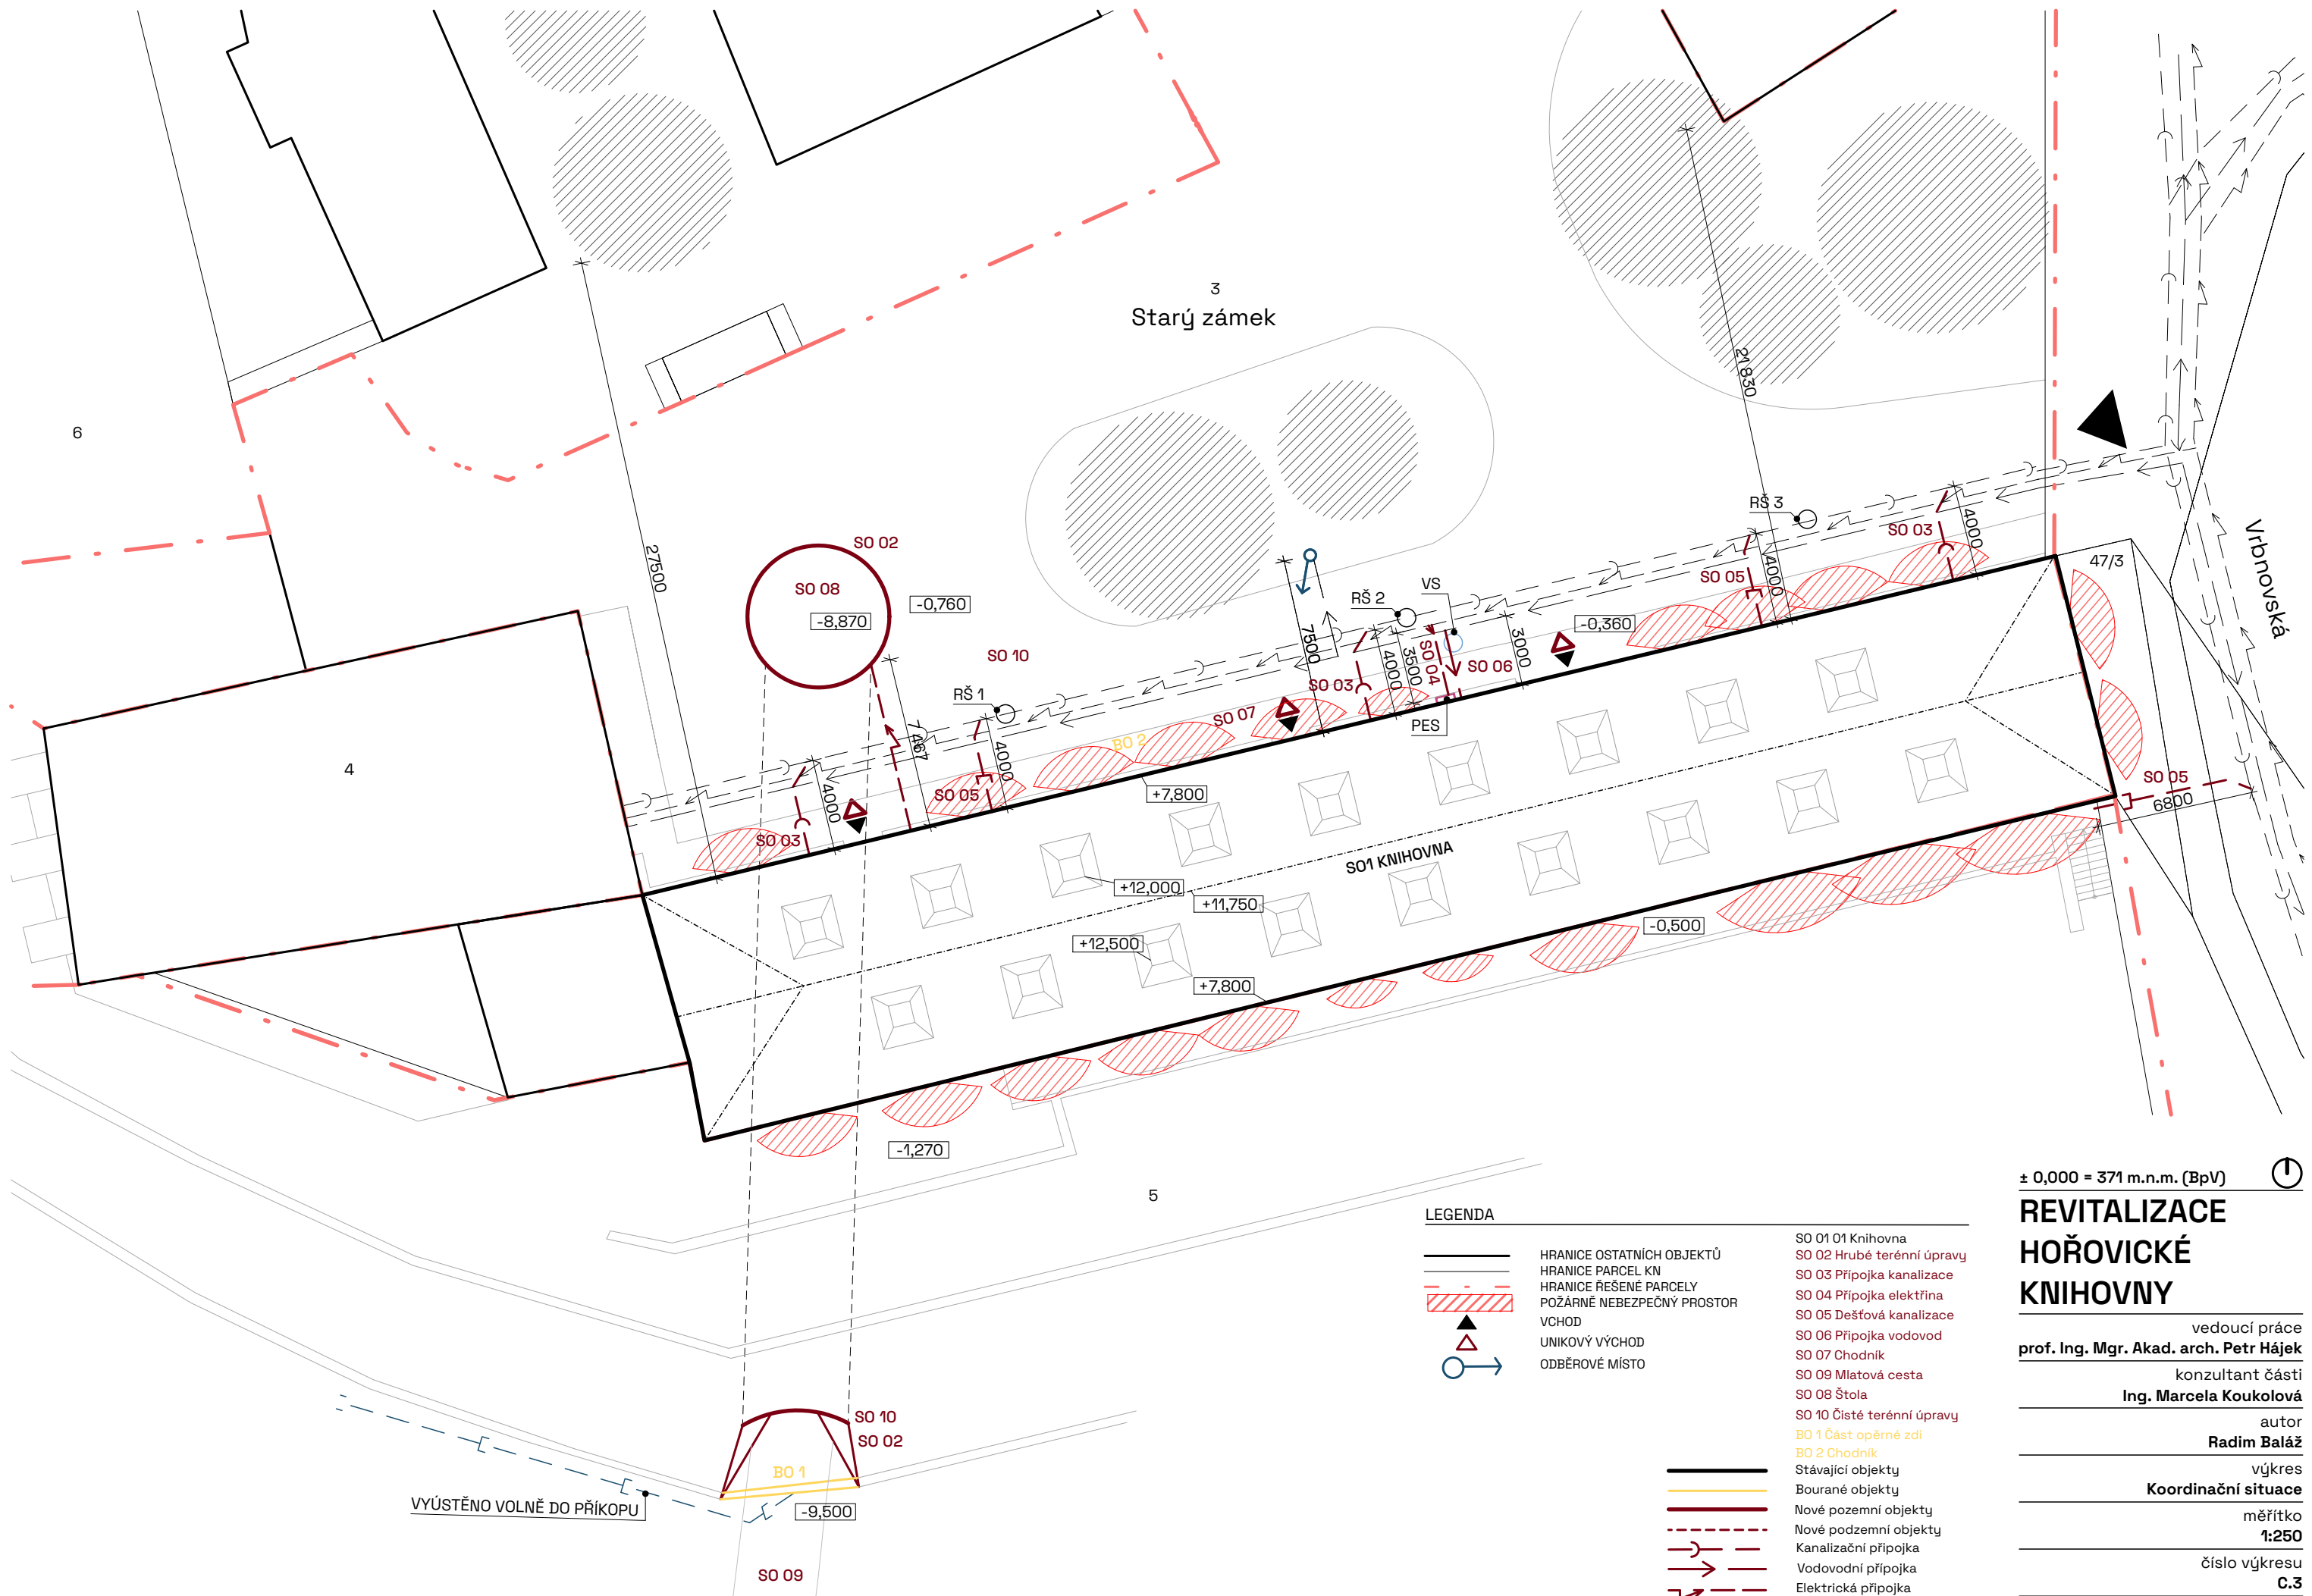 3
Starý zámek
6
4
5
47/3
Vrbnovská
27500
21 830
SO 02
SO 08
-8,870
-0,760
SO 10
RŠ 1
RŠ 2
VS
RŠ 3
SO 03
4000
SO 05
4000
-0,360
7500
4000
3500
SO 04
SO 06
3000
SO 03
PES
SO 07
BO 2
7 467
4000
SO 05
4000
SO 03
+7,800
SO1 KNIHOVNA
+12,000
+11,750
+12,500
+7,800
-0,500
SO 05
6800
-1,270
SO 10
SO 02
BO 1
-9,500
VYÚSTĚNO VOLNĚ DO PŘÍKOPU
SO 09
LEGENDA
HRANICE OSTATNÍCH OBJEKTŮ
HRANICE PARCEL KN
HRANICE ŘEŠENÉ PARCELY
POŽÁRNĚ NEBEZPEČNÝ PROSTOR
VCHOD
UNIKOVÝ VÝCHOD
ODBĚROVÉ MÍSTO
SO 01 01 Knihovna
SO 02 Hrubé terénní úpravy
SO 03 Přípojka kanalizace
SO 04 Přípojka elektřina
SO 05 Dešťová kanalizace
SO 06 Připojka vodovod
SO 07 Chodník
SO 09 Mlatová cesta
SO 08 Štola
SO 10 Čisté terénní úpravy
BO 1 Část opěrné zdi
BO 2 Chodník
Stávající objekty
Bourané objekty
Nové pozemní objekty
Nové podzemní objekty
Kanalizační připojka
Vodovodní přípojka
Elektrická připojka
± 0,000 = 371 m.n.m. (BpV)
REVITALIZACE
HOŘOVICKÉ
KNIHOVNY
vedoucí práce
prof. Ing. Mgr. Akad. arch. Petr Hájek
konzultant části
Ing. Marcela Koukolová
autor
Radim Baláž
výkres
Koordinační situace
měřítko
1:250
číslo výkresu
C.3